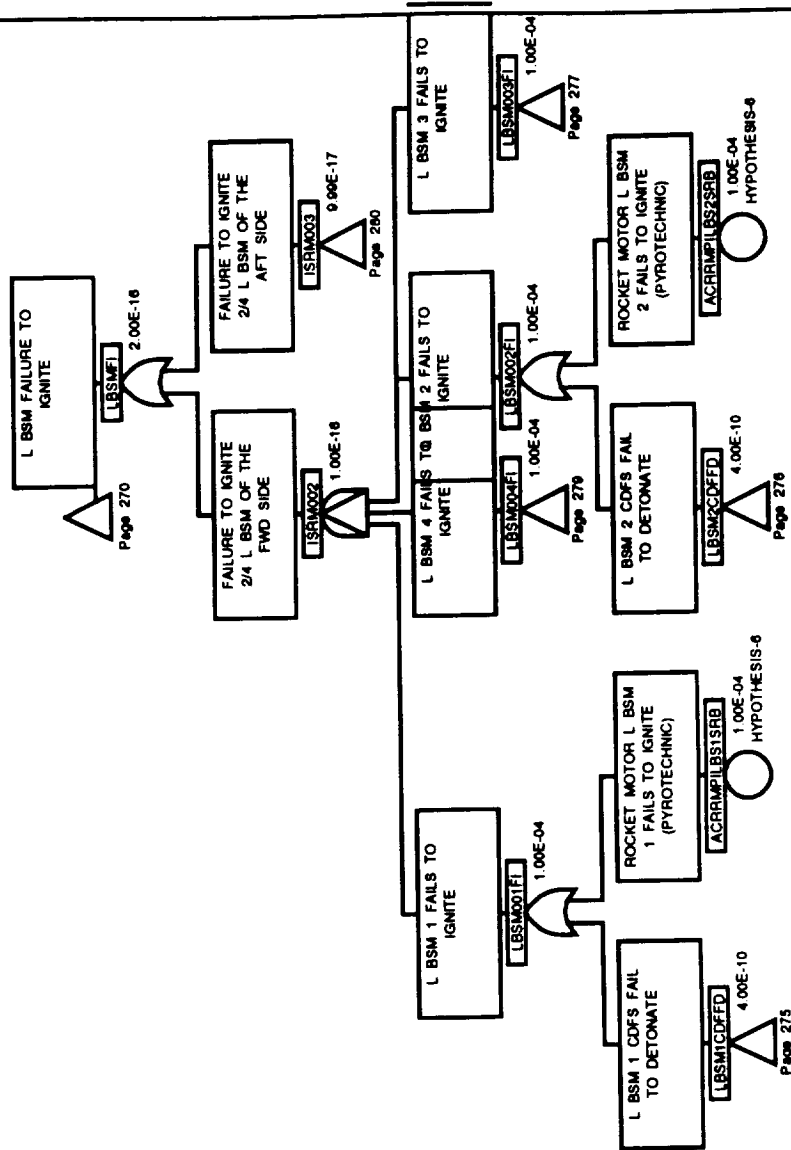 L BSM FAILURE TO
IGNITE
LBSMFI
2.00E-16
Page 270
FAILURE TO IGNITE
2/4 L BSM OF THE
FWD SIDE
ISRM002
1.00E-16
FAILURE TO IGNITE
2/4 L BSM OF THE
AFT SIDE
ISRM003
9.99E-17
Page 280
L BSM 1 FAILS TO
IGNITE
LBSM001FI
1.00E-04
L BSM 4 FAILS TO
IGNITE
LBSM004FI
1.00E-04
Page 279
BSM 2 FAILS TO
IGNITE
LBSM002FI
1.00E-04
L BSM 3 FAILS TO
IGNITE
LBSM003FI
1.00E-04
Page 277
L BSM 1 CDFS FAIL
TO DETONATE
LBSM1CDFFD
4.00E-10
Page 275
ROCKET MOTOR L BSM
1 FAILS TO IGNITE
(PYROTECHNIC)
ACRRMPILBS1SRB
1.00E-04
HYPOTHESIS-6
L BSM 2 CDFS FAIL
TO DETONATE
LBSM2CDFFD
4.00E-10
Page 276
ROCKET MOTOR L BSM
2 FAILS TO IGNITE
(PYROTECHNIC)
ACRRMPILBS2SRB
1.00E-04
HYPOTHESIS-6